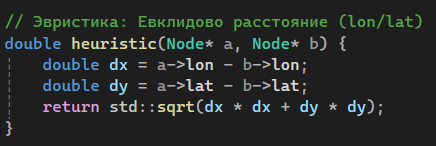 // Эвристика: Евклидово расстояние (lon/lat)
double heuristic(Node* a, Node* b) {
    double dx = a->lon - b->lon;
    double dy = a->lat - b->lat;
    return std::sqrt(dx * dx + dy * dy);
}